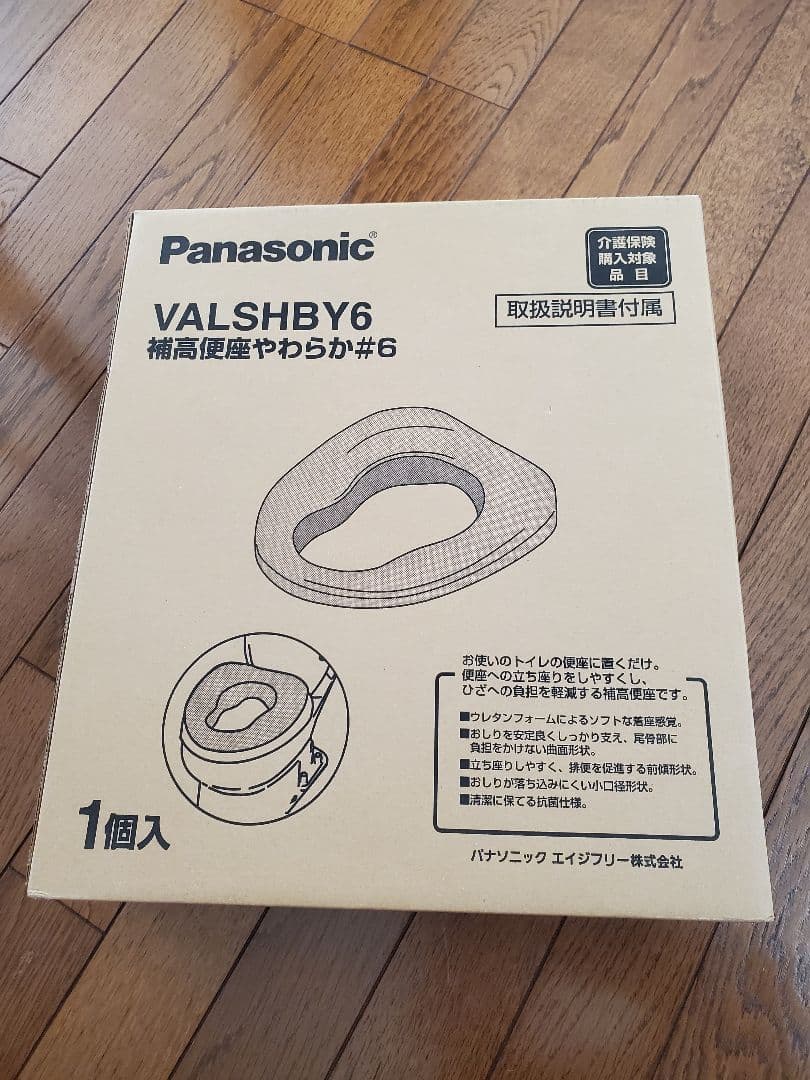 Panasonic®
介護保険
購入対象
品目
VALSHBY6
取扱説明書付属
補高便座やわらか#6
お使いのトイレの便座に置くだけ。
便座への立ち座りをしやすくし、
ひざへの負担を軽減する補高便座です。
■ウレタンフォームによるソフトな着座感覚。
■おしりを安定良くしっかり支え、尾骨部に
負担をかけない曲面形状。
■立ち座りしやすく、排便を促進する前傾形状。
■おしりが落ち込みにくい小口径形状。
■清潔に保てる抗菌仕様。
1個入
パナソニック エイジフリー株式会社